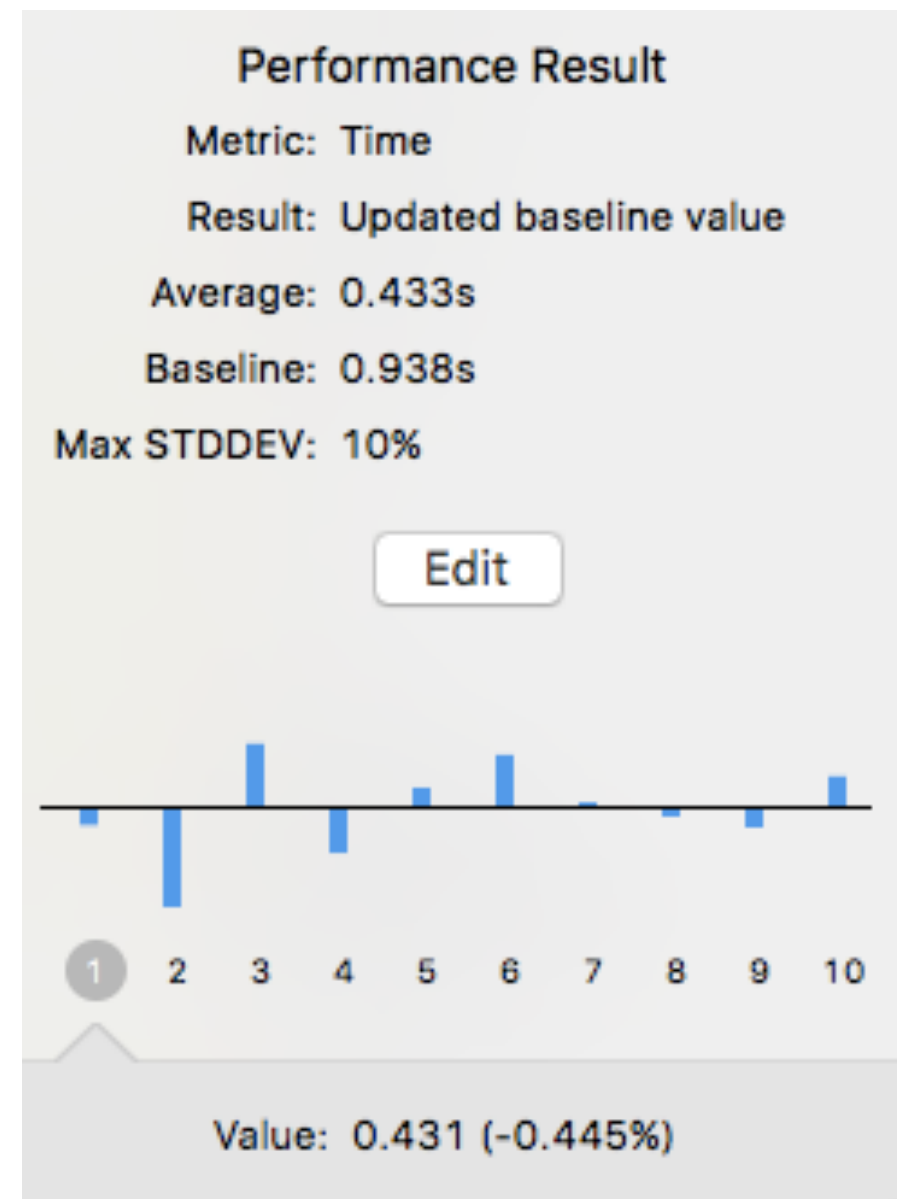 Performance Result
Metric: Time
Result: Updated baseline value
Average: 0.433s
Baseline: 0.938s
Max STDDEV: 10%
Edit
1 2 3 4 5 6 7 8 9 10
Value: 0.431 (-0.445%)